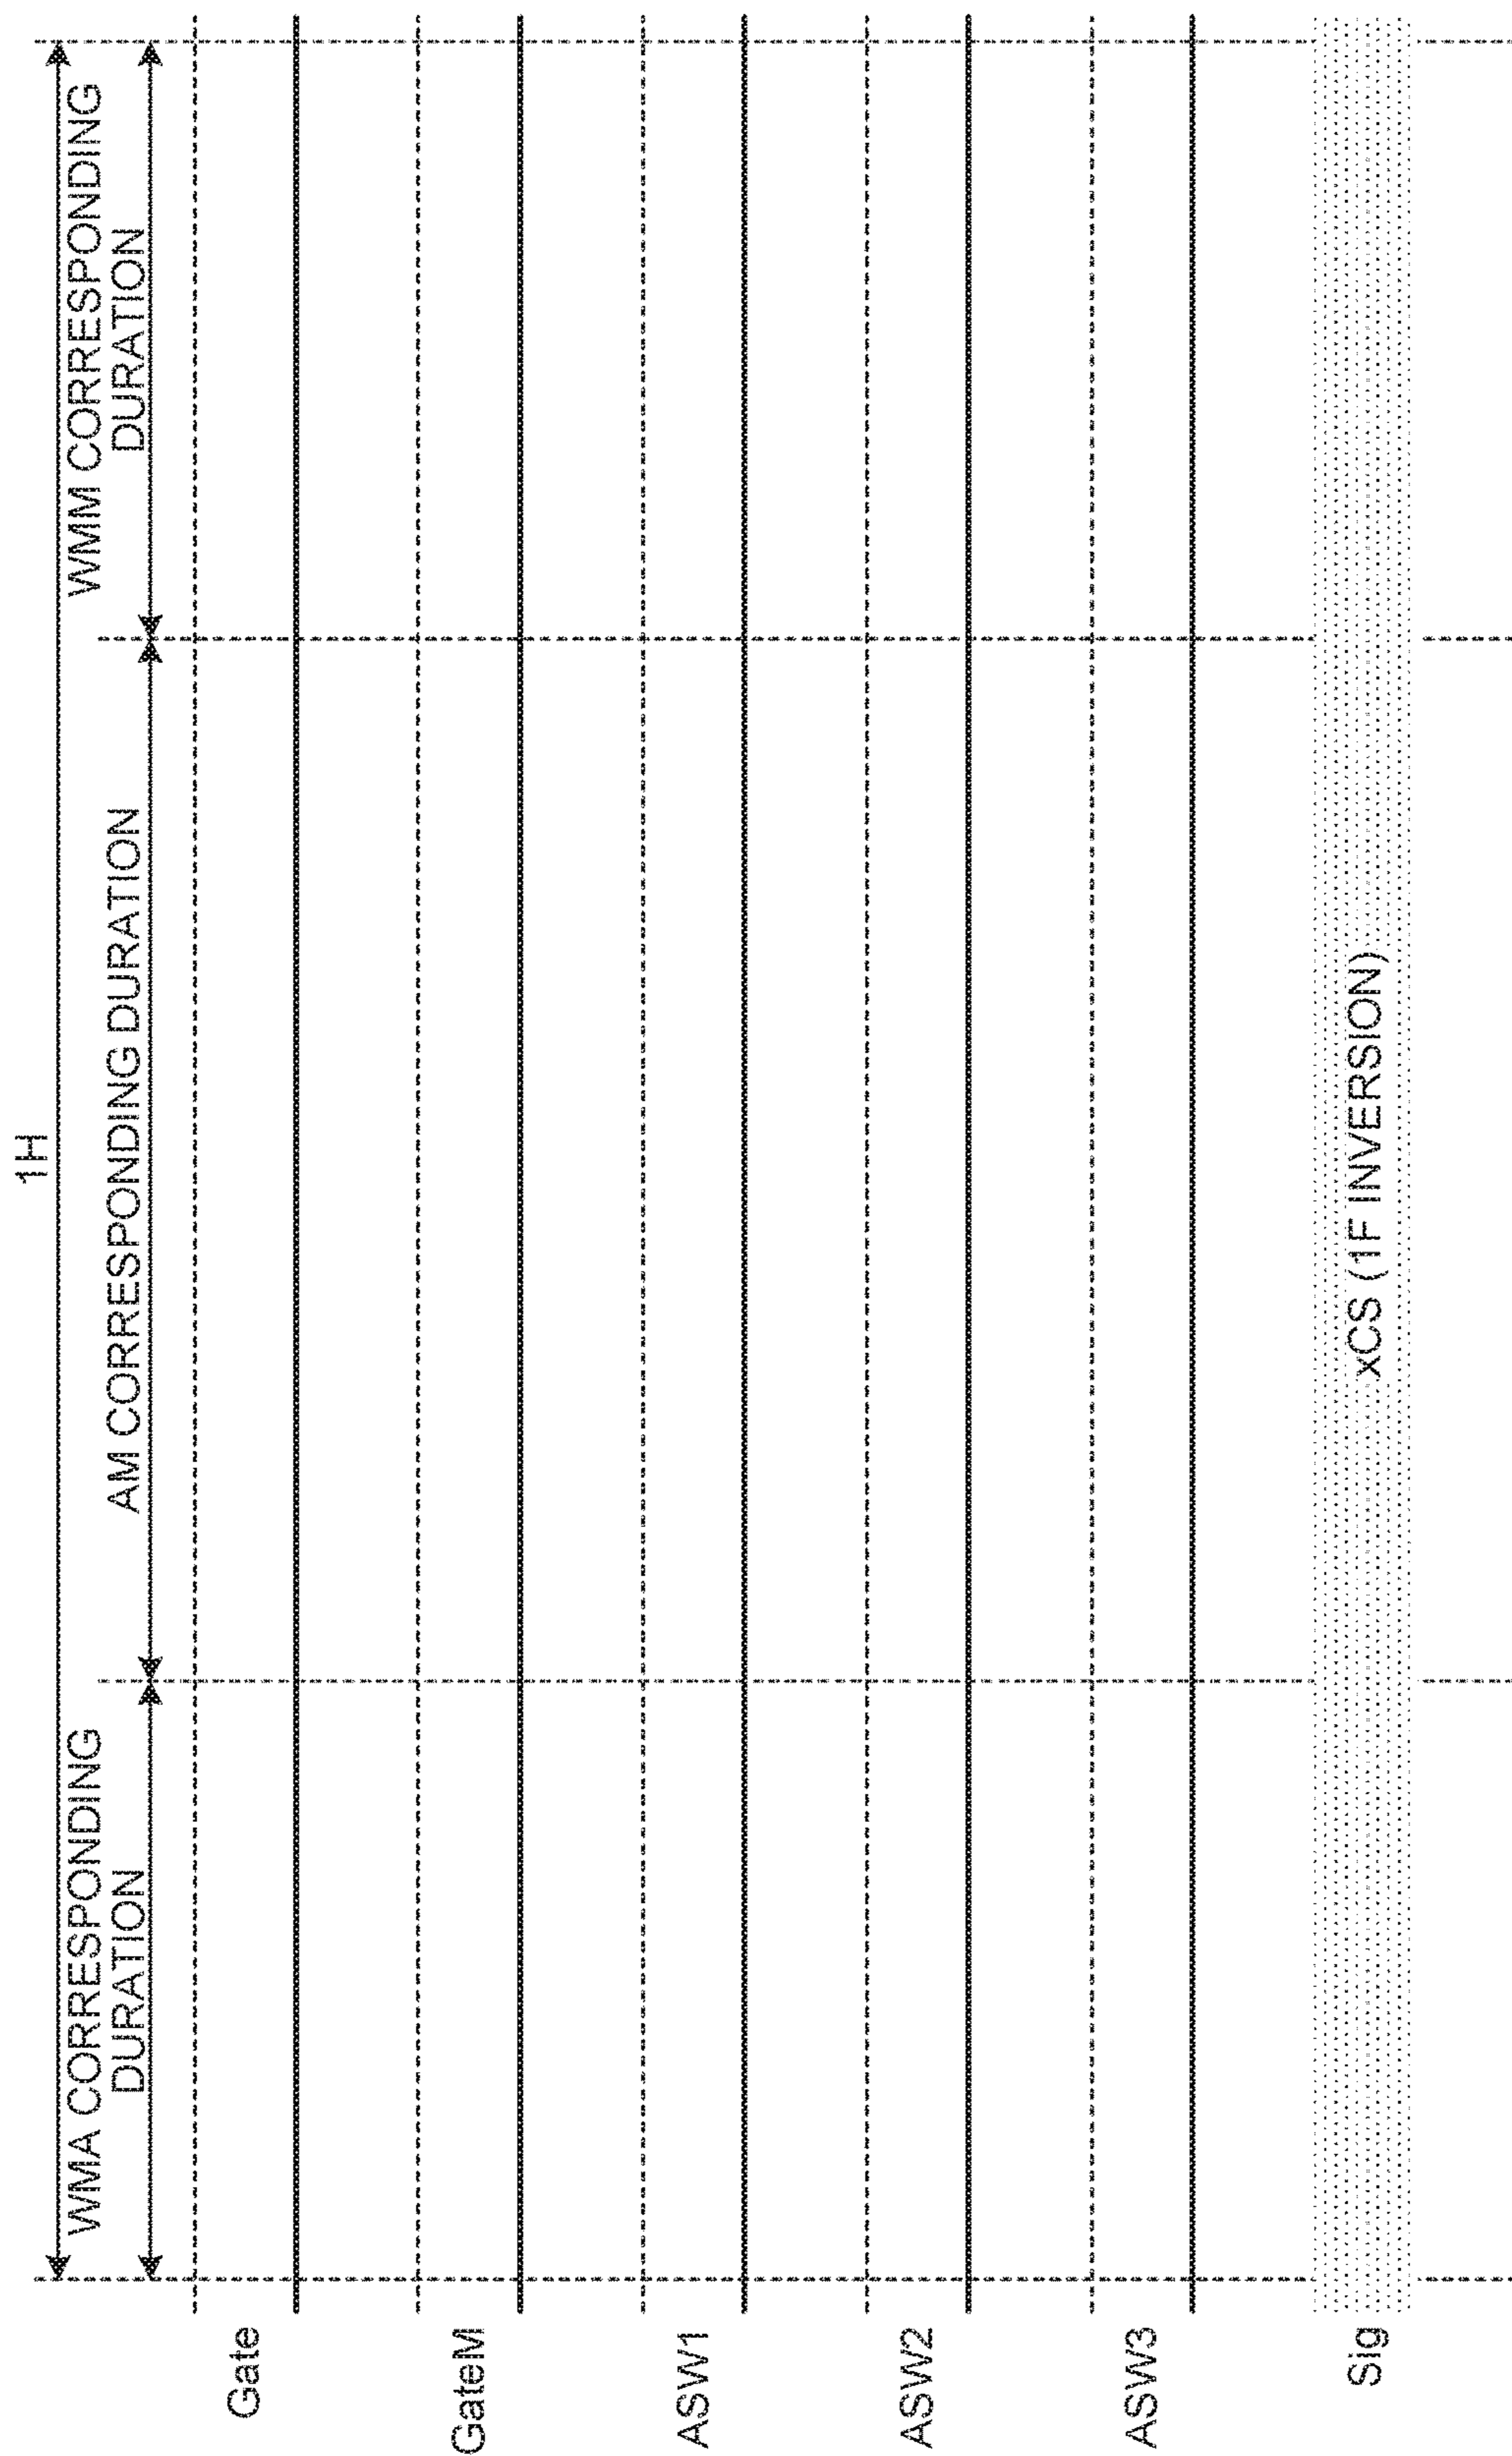 1H
WMA CORRESPONDING
DURATION
AM CORRESPONDING DURATION
WMM CORRESPONDING
DURATION
Gate
GateM
ASW1
ASW2
ASW3
Sig
xCS (1F INVERSION)